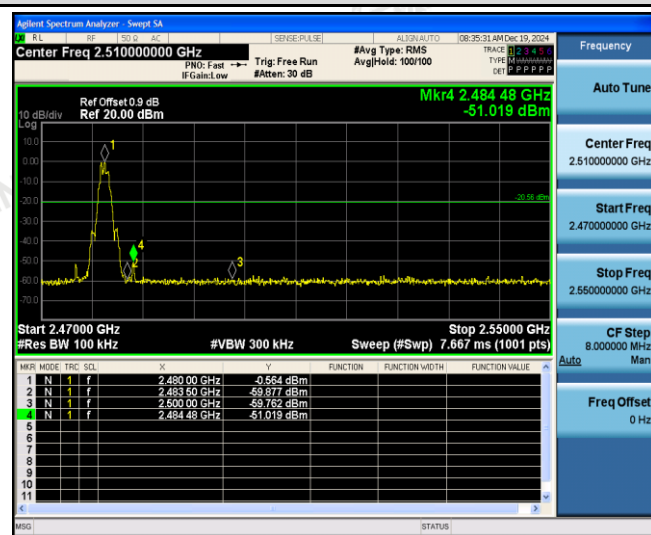 Agilent Spectrum Analyzer - Swept SA
RL RF 50 Ω AC SENSE:PULSE ALIGN AUTO 08:35:31 AM Dec 19, 2024
Center Freq 2.510000000 GHz
PNO: Fast
IFGain:Low
Trig: Free Run
#Atten: 30 dB
#Avg Type: RMS
Avg|Hold: 100/100
TRACE 1 2 3 4 5 6
TYPE M
DET P P P P P P
Frequency
Auto Tune
Center Freq
2.510000000 GHz
Start Freq
2.470000000 GHz
Stop Freq
2.550000000 GHz
CF Step
8.000000 MHz
Auto Man
Freq Offset
0 Hz
Mkr4 2.484 48 GHz
-51.019 dBm
Ref Offset 0.9 dB
Ref 20.00 dBm
10 dB/div
Log
10.0
0.00
-10.0
-20.0
-30.0
-40.0
-50.0
-60.0
-70.0
-20.56 dBm
1
2
3
4
Start 2.47000 GHz Stop 2.55000 GHz
#Res BW 100 kHz #VBW 300 kHz Sweep (#Swp) 7.667 ms (1001 pts)
MKR MODE TRC SCL X Y FUNCTION FUNCTION WIDTH FUNCTION VALUE
1 N 1 f 2.480 00 GHz -0.564 dBm
2 N 1 f 2.483 50 GHz -59.877 dBm
3 N 1 f 2.500 00 GHz -59.762 dBm
4 N 1 f 2.484 48 GHz -51.019 dBm
5
6
7
8
9
10
11
MSG STATUS